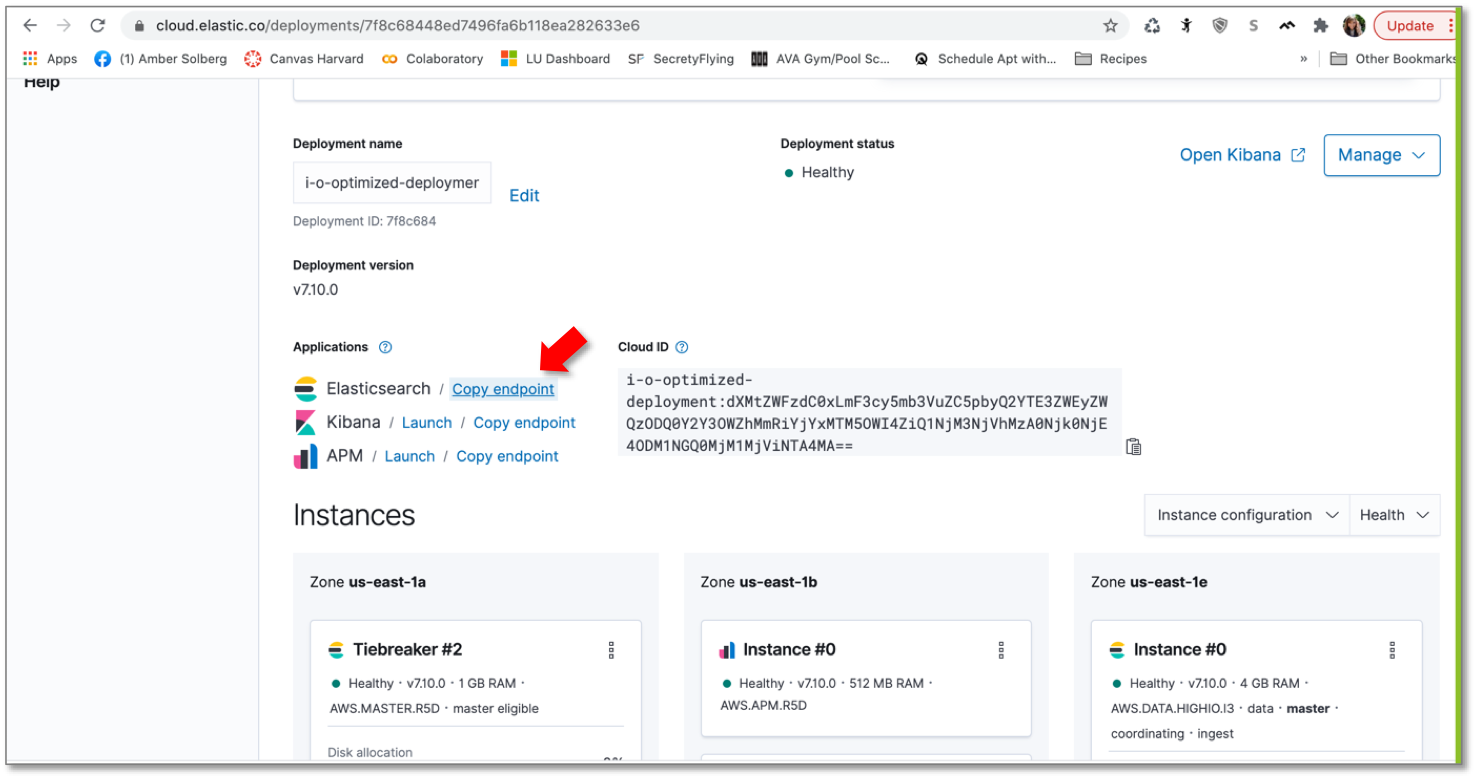 cloud.elastic.co/deployments/7f8c68448ed7496fa6b118ea282633e6
S
Update
Apps
(1) Amber Solberg
Canvas Harvard
Colaboratory
LU Dashboard
SF SecretyFlying
AVA Gym/Pool Sc...
Schedule Apt with...
Recipes
»
Other Bookmarks
Help
Deployment name
Deployment status
Open Kibana
Manage
i-o-optimized-deploymer
Edit
Healthy
Deployment ID: 7f8c684
Deployment version
v7.10.0
Applications
Cloud ID
Elasticsearch / Copy endpoint
Kibana / Launch / Copy endpoint
APM / Launch / Copy endpoint
i-o-optimized-
deployment:dXMtZWFzdC0xLmF3cy5mb3VuZC5pbyQ2YTE3ZWEyZW
QzODQ0Y2Y3OWZhMmRiYjYxMTM5OWI4ZiQ1NjM3NjVhMzA0Njk0NjE
4ODM1NGQ0MjM1MjViNTA4MA==
Instances
Instance configuration
Health
Zone us-east-1a
Tiebreaker #2
Healthy · v7.10.0 · 1 GB RAM ·
AWS.MASTER.R5D · master eligible
Disk allocation
Zone us-east-1b
Instance #0
Healthy · v7.10.0 · 512 MB RAM ·
AWS.APM.R5D
Zone us-east-1e
Instance #0
Healthy · v7.10.0 · 4 GB RAM ·
AWS.DATA.HIGHIO.I3 · data · master ·
coordinating · ingest